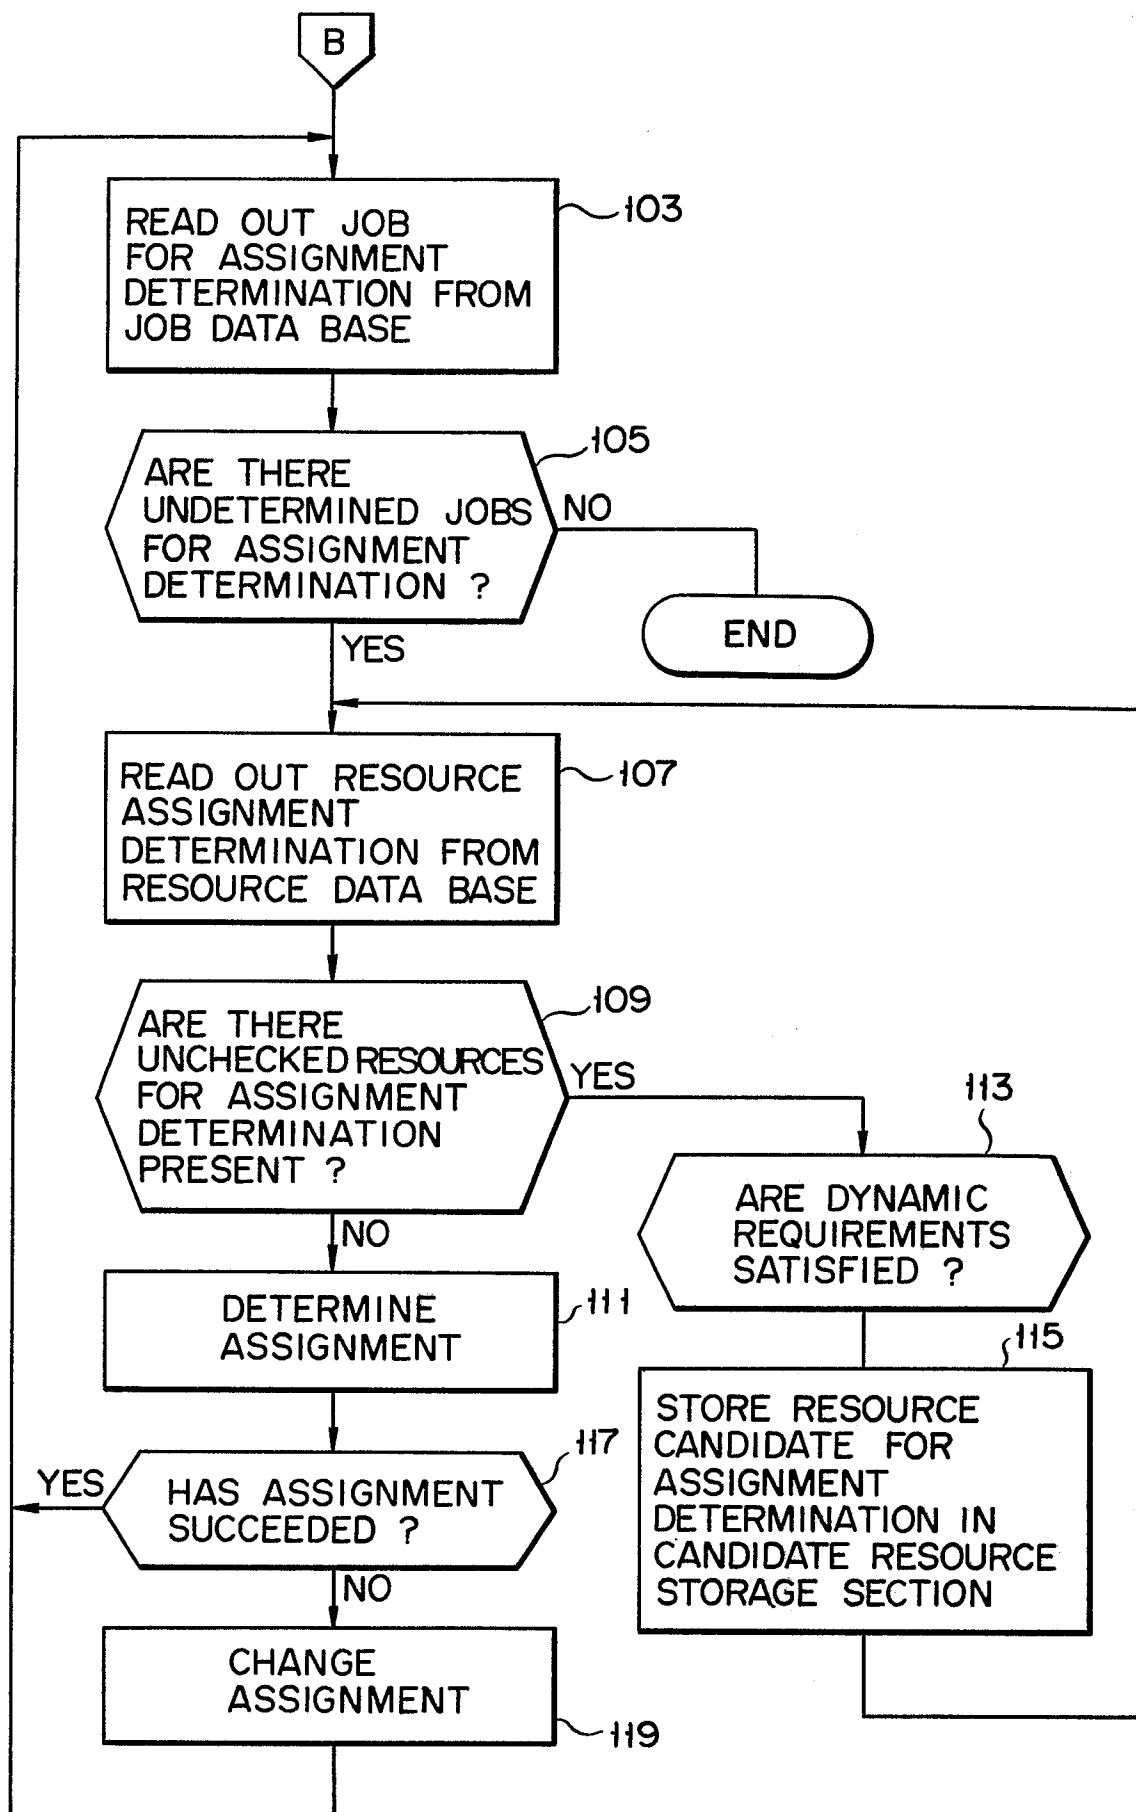 B
READ OUT JOB
FOR ASSIGNMENT
DETERMINATION FROM
JOB DATA BASE
103
ARE THERE
UNDETERMINED JOBS
FOR ASSIGNMENT
DETERMINATION ?
105
NO
END
YES
READ OUT RESOURCE
ASSIGNMENT
DETERMINATION FROM
RESOURCE DATA BASE
107
ARE THERE
UNCHECKED RESOURCES
FOR ASSIGNMENT
DETERMINATION
PRESENT ?
109
YES
113
ARE DYNAMIC
REQUIREMENTS
SATISFIED ?
NO
DETERMINE
ASSIGNMENT
111
115
STORE RESOURCE
CANDIDATE FOR
ASSIGNMENT
DETERMINATION IN
CANDIDATE RESOURCE
STORAGE SECTION
117
YES
HAS ASSIGNMENT
SUCCEEDED ?
NO
CHANGE
ASSIGNMENT
119